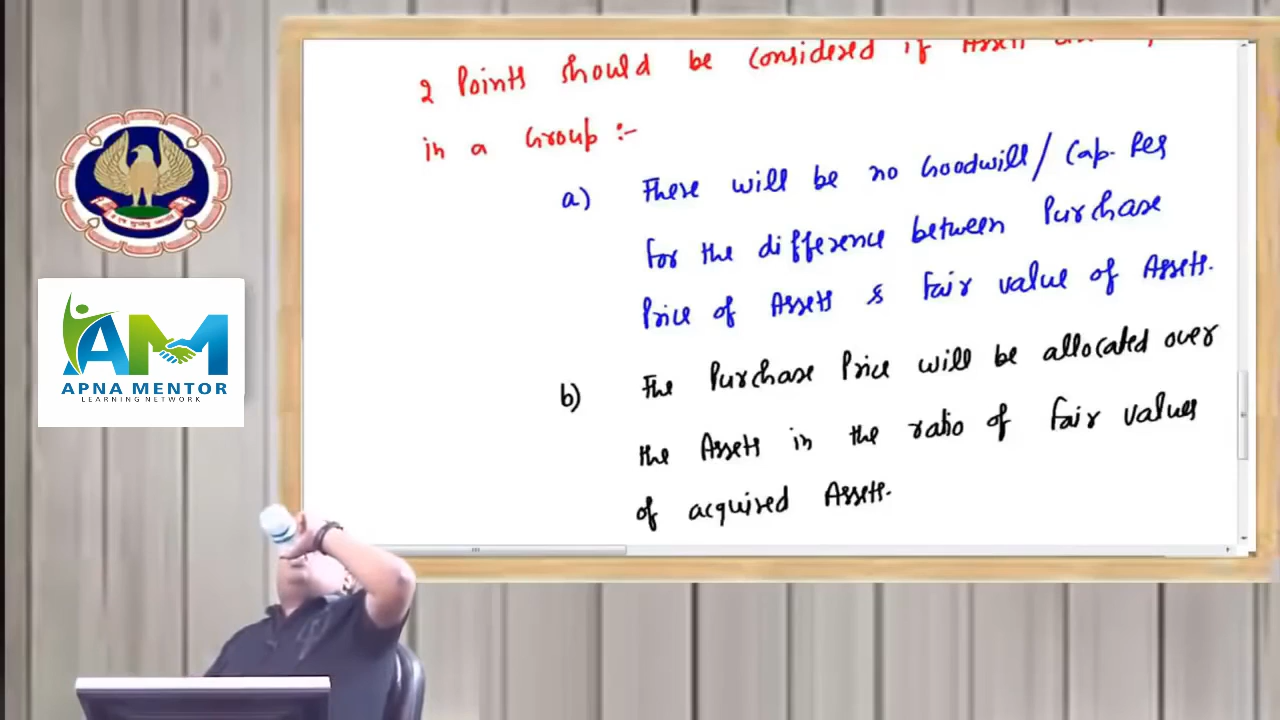 2 Points should be considered if Assets
in a Group :-
a) There will be no Goodwill / Cap. Res
for the difference between Purchase
Price of Assets & Fair value of Assets.
b) The Purchase Price will be allocated over
the Assets in the ratio of Fair values
of acquired Assets.
AM
APNA MENTOR
LEARNING NETWORK